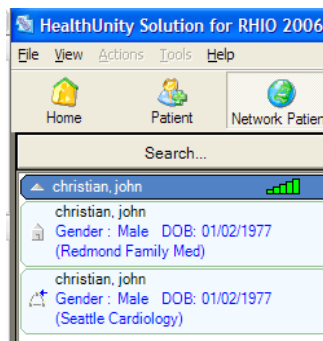 HealthUnity Solution for RHIO 2006
File View Actions Tools Help
Home Patient Network Patien
Search...
christian, john
christian, john
Gender : Male DOB: 01/02/1977
(Redmond Family Med)
christian, john
Gender : Male DOB: 01/02/1977
(Seattle Cardiology)